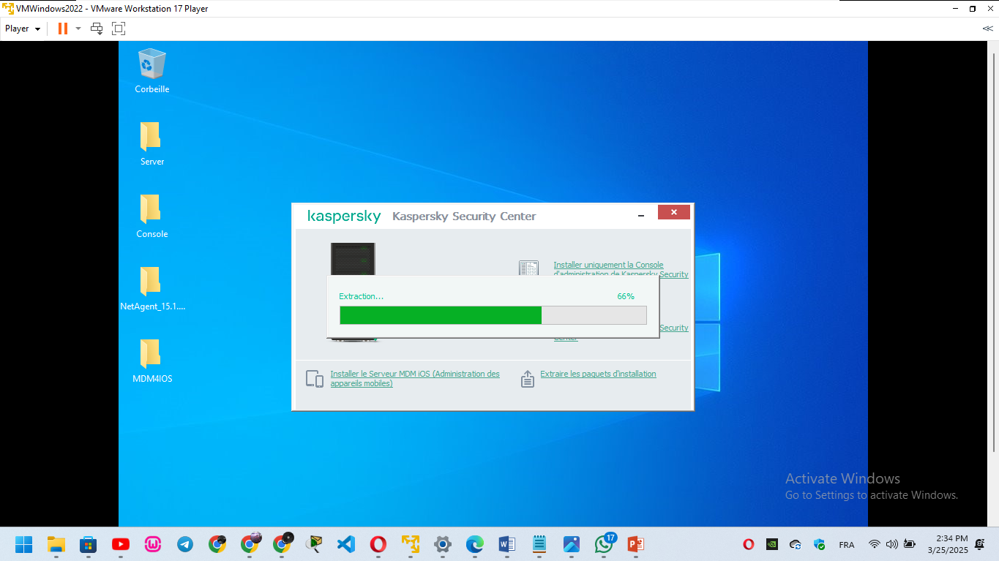 VMWindows2022 - VMware Workstation 17 Player
Player
Corbeille
Server
Console
NetAgent_15.1....
MDM4IOS
kaspersky Kaspersky Security Center
Installer uniquement la Console
d'administration de Kaspersky Security
Extraction... 66%
Security
Center
Installer le Serveur MDM iOS (Administration des
appareils mobiles)
Extraire les paquets d'installation
Activate Windows
Go to Settings to activate Windows.
17
FRA
2:34 PM
3/25/2025